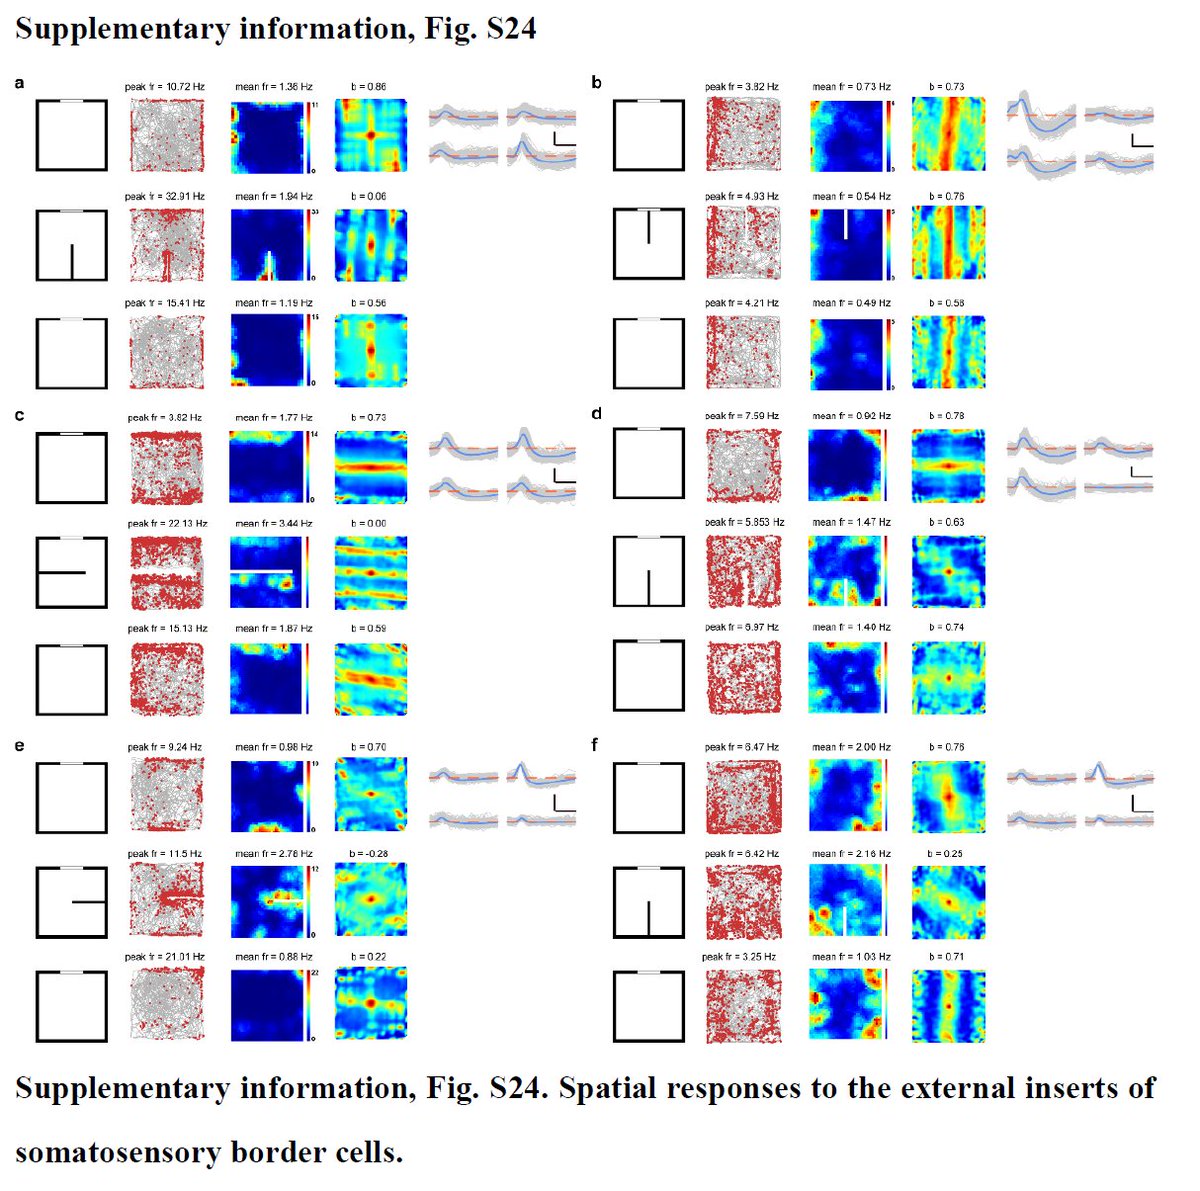 Supplementary information, Fig. S24
a
peak fr = 10.72 Hz mean fr = 1.36 Hz b = 0.86
11
0
peak fr = 32.91 Hz mean fr = 1.94 Hz b = 0.06
33
0
peak fr = 15.41 Hz mean fr = 1.19 Hz b = 0.56
15
0
b
peak fr = 3.82 Hz mean fr = 0.73 Hz b = 0.73
0
peak fr = 4.93 Hz mean fr = 0.54 Hz b = 0.76
5
0
peak fr = 4.21 Hz mean fr = 0.49 Hz b = 0.58
0
c
peak fr = 3.82 Hz mean fr = 1.77 Hz b = 0.73
14
0
peak fr = 22.13 Hz mean fr = 3.44 Hz b = 0.00
peak fr = 15.13 Hz mean fr = 1.87 Hz b = 0.59
d
peak fr = 7.59 Hz mean fr = 0.92 Hz b = 0.78
peak fr = 5.853 Hz mean fr = 1.47 Hz b = 0.63
peak fr = 6.97 Hz mean fr = 1.40 Hz b = 0.74
e
peak fr = 9.24 Hz mean fr = 0.98 Hz b = 0.70
10
0
peak fr = 11.5 Hz mean fr = 2.76 Hz b = -0.28
12
0
peak fr = 21.01 Hz mean fr = 0.88 Hz b = 0.22
22
0
f
peak fr = 6.47 Hz mean fr = 2.00 Hz b = 0.76
peak fr = 6.42 Hz mean fr = 2.16 Hz b = 0.25
peak fr = 3.25 Hz mean fr = 1.03 Hz b = 0.71
Supplementary information, Fig. S24. Spatial responses to the external inserts of
somatosensory border cells.